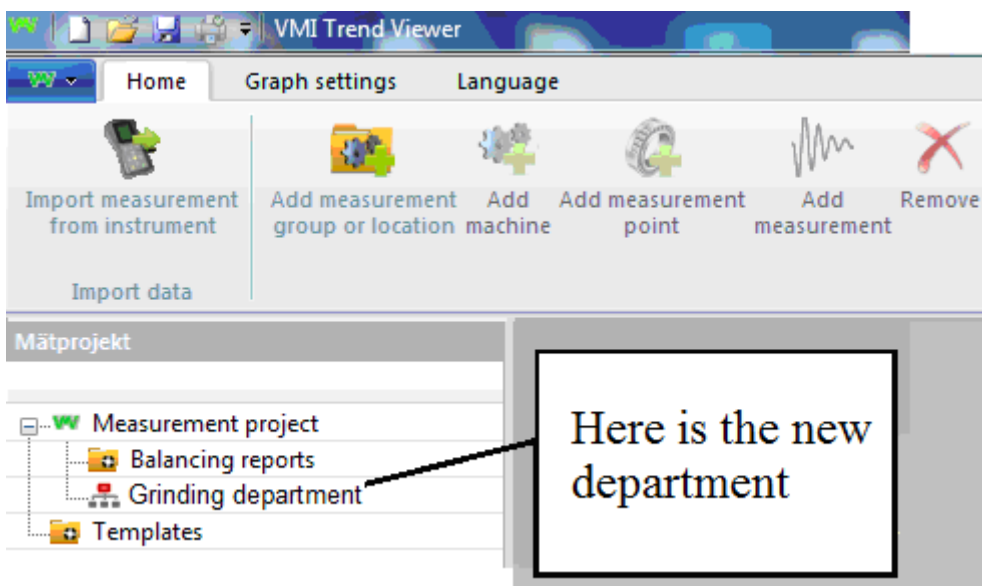 VMI Trend Viewer
Home Graph settings Language
Import measurement
from instrument
Add measurement
group or location
Add
machine
Add measurement
point
Add
measurement
Remove
Import data
Mätprojekt
Measurement project
Balancing reports
Grinding department
Templates
Here is the new
department